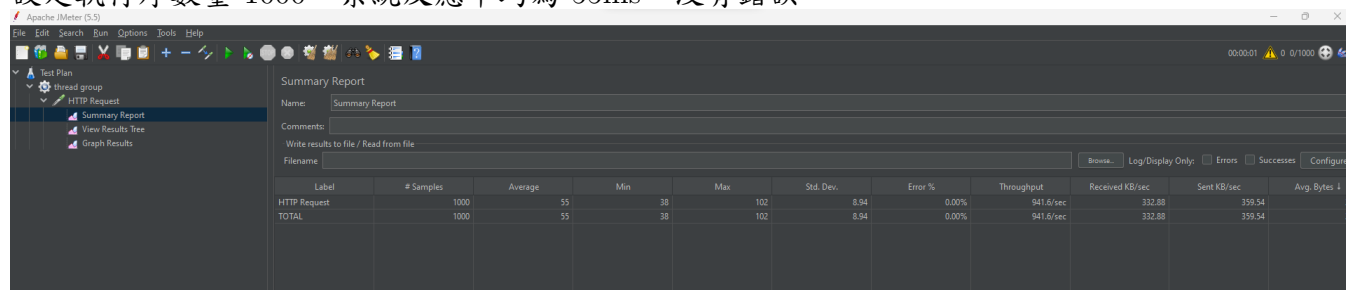 設定執行序數量 1000，系統反應平均為 55ms，沒有錯誤
Apache JMeter (5.5)
File Edit Search Run Options Tools Help
00:00:01 0 0/1000
Test Plan
thread group
HTTP Request
Summary Report
View Results Tree
Graph Results
Summary Report
Name: Summary Report
Comments:
Write results to file / Read from file
Filename Browse... Log/Display Only: Errors Successes Configure
Label # Samples Average Min Max Std. Dev. Error % Throughput Received KB/sec Sent KB/sec Avg. Bytes ↓
HTTP Request 1000 55 38 102 8.94 0.00% 941.6/sec 332.88 359.54
TOTAL 1000 55 38 102 8.94 0.00% 941.6/sec 332.88 359.54